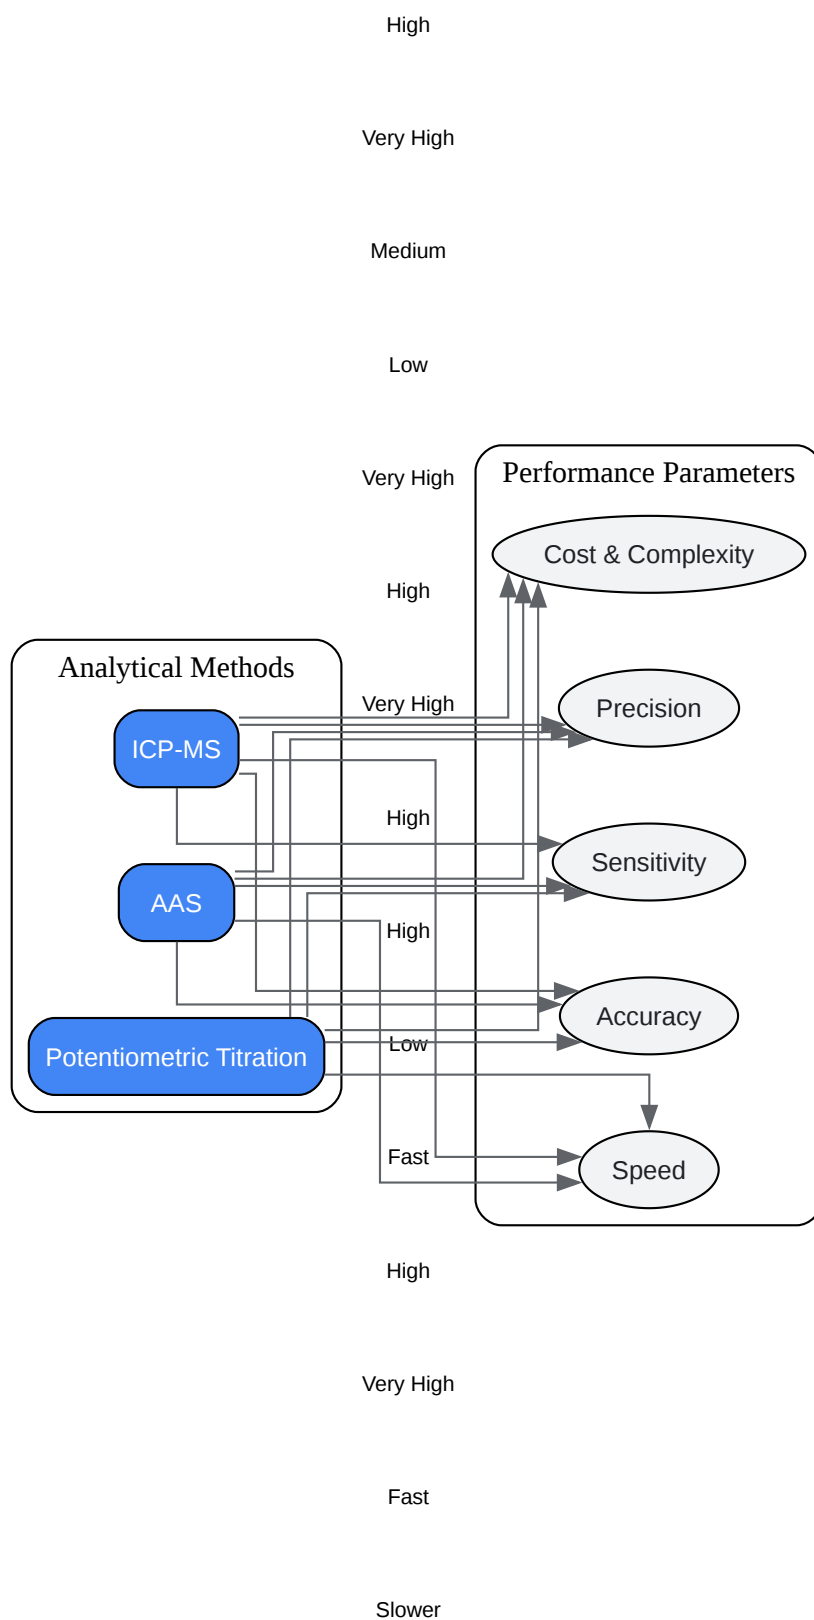 High
Very High
Medium
Low
Very High
Performance Parameters
Cost & Complexity
High
Analytical Methods
Very High
Precision
ICP-MS
High
Sensitivity
AAS
High
Accuracy
Low
Potentiometric Titration
Fast
Speed
High
Very High
Fast
Slower